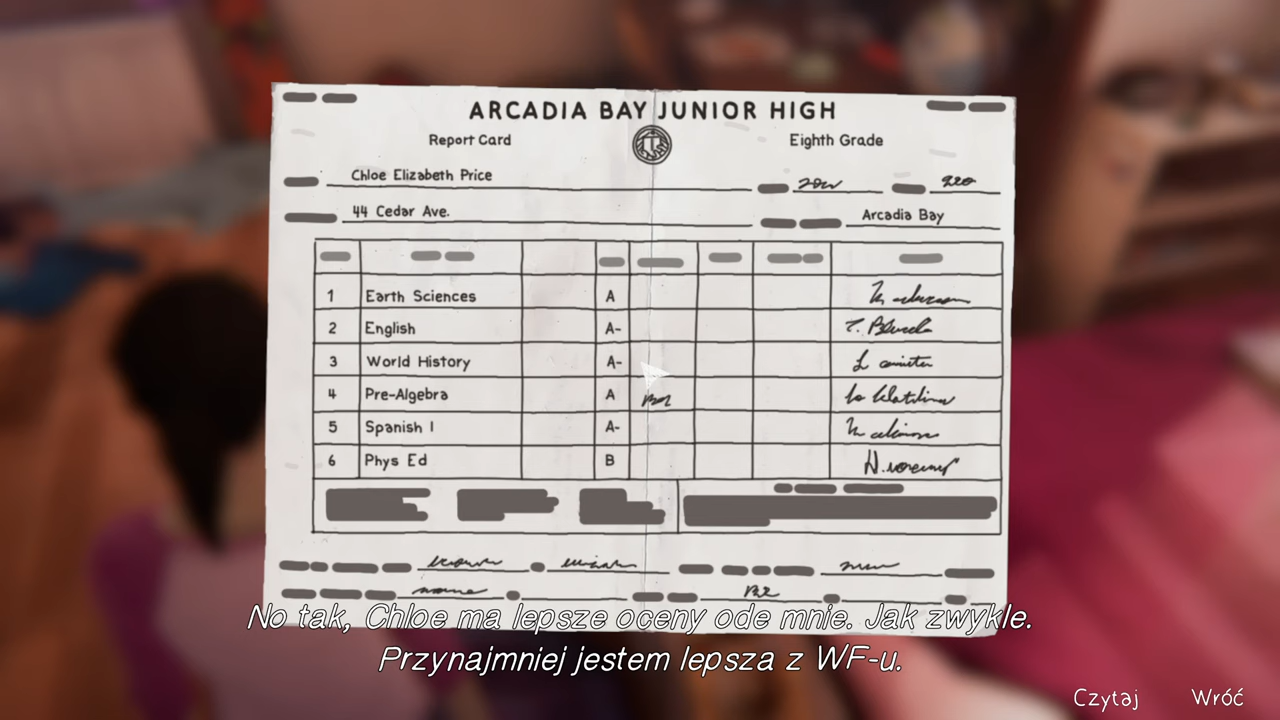 ARCADIA BAY JUNIOR HIGH
Report Card Eighth Grade
Chloe Elizabeth Price
44 Cedar Ave. Arcadia Bay
1 Earth Sciences A
2 English A-
3 World History A-
4 Pre-Algebra A
5 Spanish 1 A-
6 Phys Ed B
No tak, Chloe ma lepsze oceny ode mnie. Jak zwykle.
Przynajmniej jestem lepsza z WF-u.
Czytaj Wróć